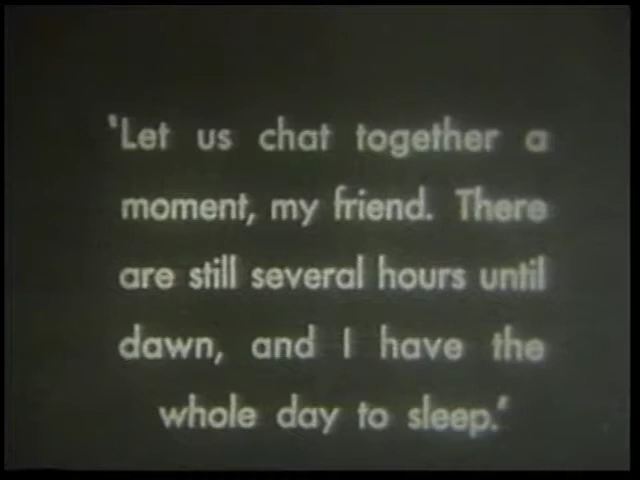 'Let us chat together a
moment, my friend. There
are still several hours until
dawn, and I have the
whole day to sleep.'